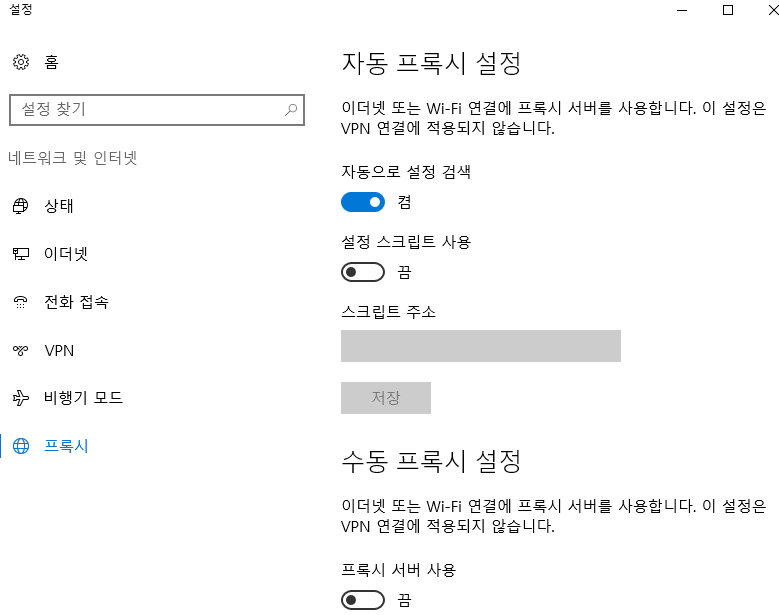 설정
홈
설정 찾기
네트워크 및 인터넷
상태
이더넷
전화 접속
VPN
비행기 모드
프록시
자동 프록시 설정
이더넷 또는 Wi-Fi 연결에 프록시 서버를 사용합니다. 이 설정은
VPN 연결에 적용되지 않습니다.
자동으로 설정 검색
켬
설정 스크립트 사용
끔
스크립트 주소
저장
수동 프록시 설정
이더넷 또는 Wi-Fi 연결에 프록시 서버를 사용합니다. 이 설정은
VPN 연결에 적용되지 않습니다.
프록시 서버 사용
끔